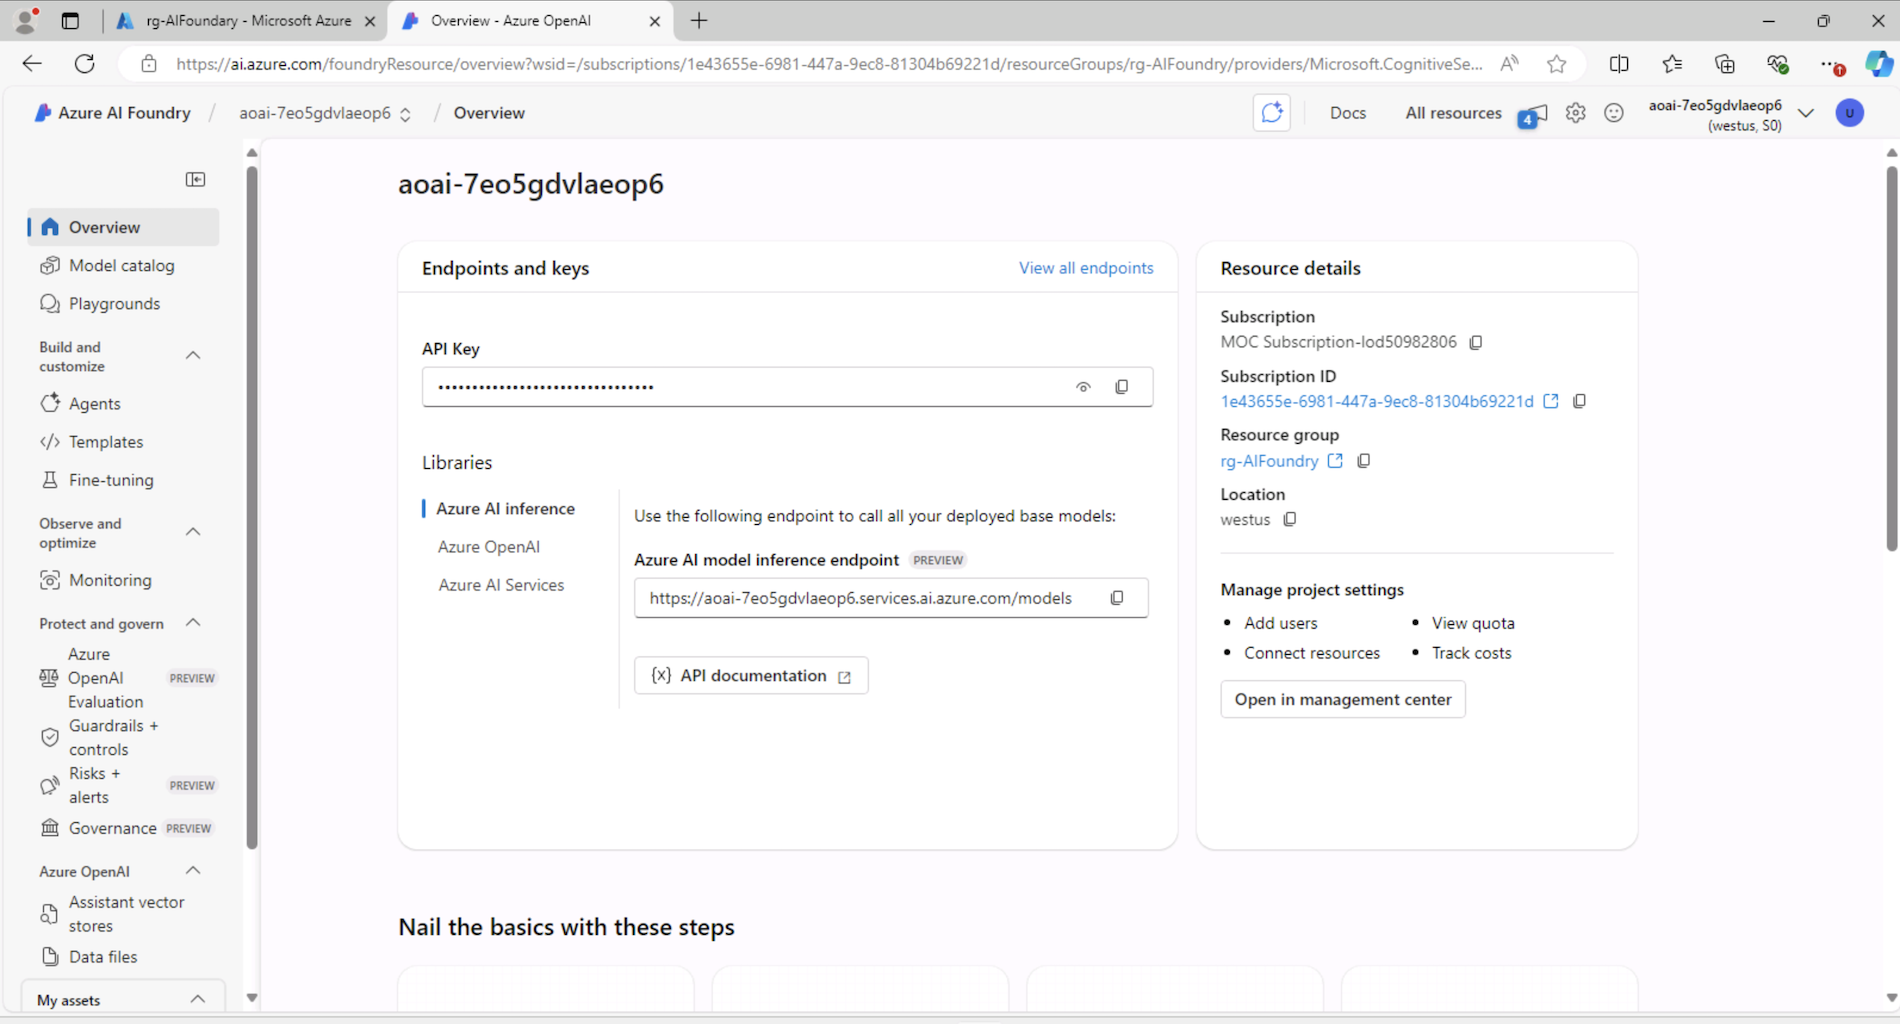 rg-AIFoundary - Microsoft Azure
Overview - Azure OpenAI
https://ai.azure.com/foundryResource/overview?wsid=/subscriptions/1e43655e-6981-447a-9ec8-81304b69221d/resourceGroups/rg-AIFoundry/providers/Microsoft.CognitiveSe...
Azure AI Foundry / aoai-7eo5gdvlaeop6 / Overview
Docs
All resources
4
aoai-7eo5gdvlaeop6
(westus, S0)
U
Overview
Model catalog
Playgrounds
Build and
customize
Agents
Templates
Fine-tuning
Observe and
optimize
Monitoring
Protect and govern
Azure
OpenAI
Evaluation
PREVIEW
Guardrails +
controls
Risks +
alerts
PREVIEW
Governance PREVIEW
Azure OpenAI
Assistant vector
stores
Data files
My assets
aoai-7eo5gdvlaeop6
Endpoints and keys
View all endpoints
API Key
••••••••••••••••••••••••••••••••
Libraries
Azure AI inference
Azure OpenAI
Azure AI Services
Use the following endpoint to call all your deployed base models:
Azure AI model inference endpoint PREVIEW
https://aoai-7eo5gdvlaeop6.services.ai.azure.com/models
{x} API documentation
Resource details
Subscription
MOC Subscription-lod50982806
Subscription ID
1e43655e-6981-447a-9ec8-81304b69221d
Resource group
rg-AIFoundry
Location
westus
Manage project settings
• Add users
• View quota
• Connect resources
• Track costs
Open in management center
Nail the basics with these steps